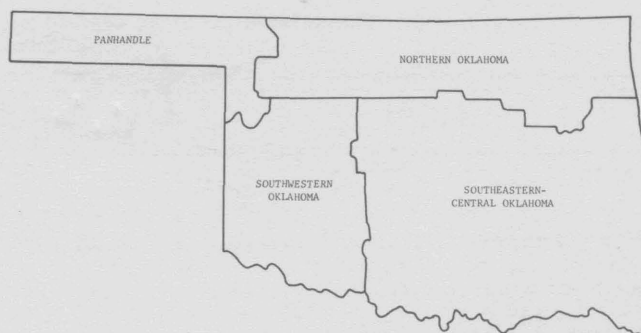 PANHANDLE
NORTHERN OKLAHOMA
SOUTHWESTERN
OKLAHOMA
SOUTHEASTERN-
CENTRAL OKLAHOMA